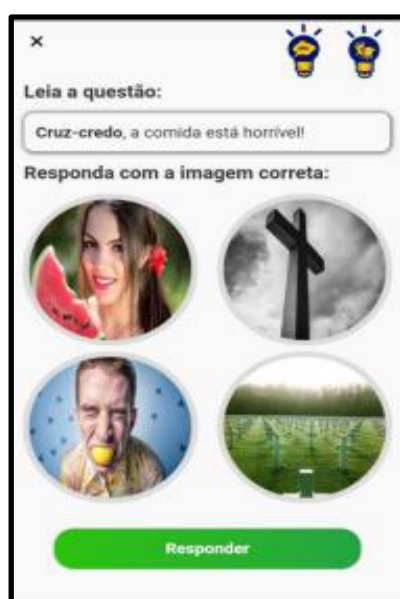 ×
Leia a questão:
Cruz-credo, a comida está horrível!
Responda com a imagem correta:
Responder